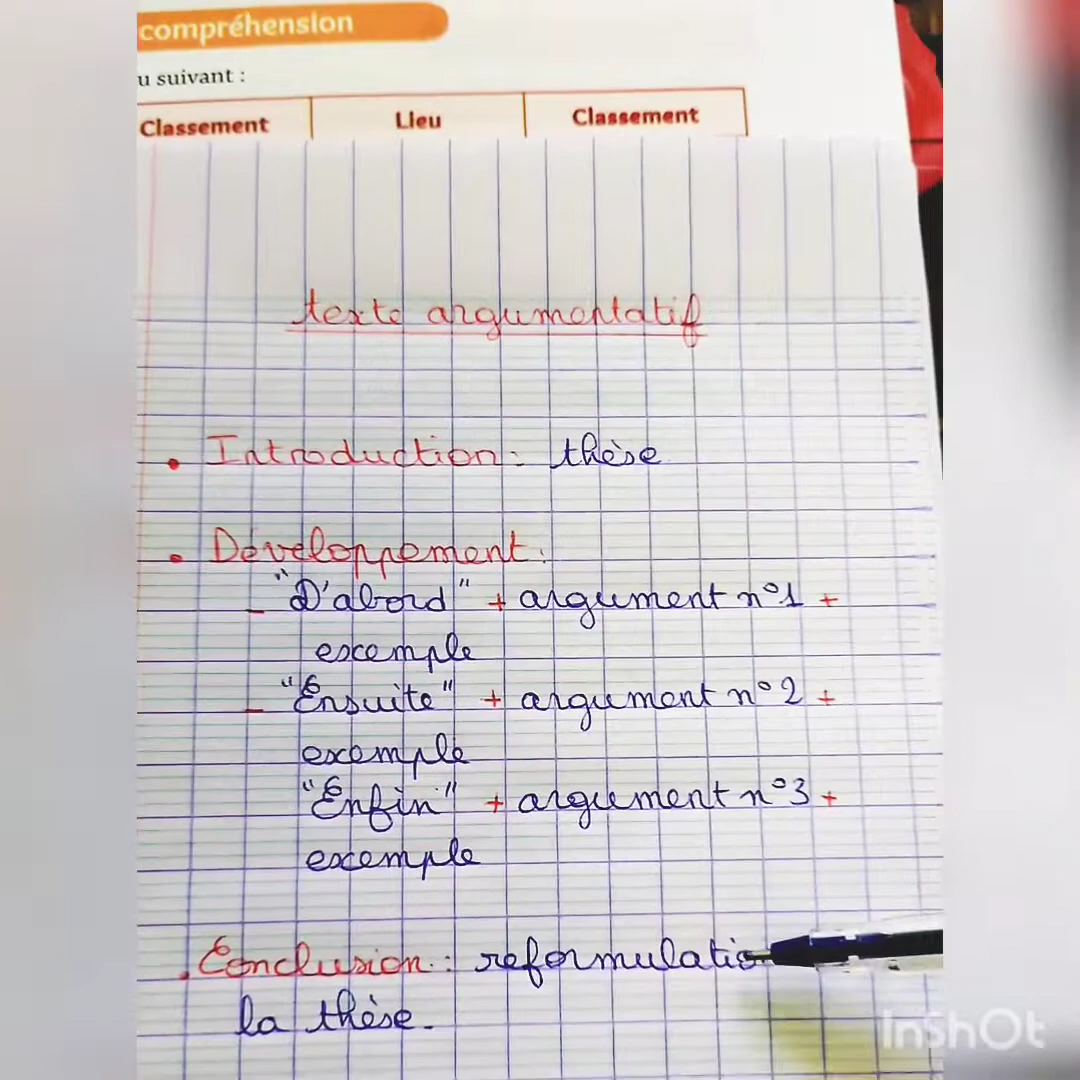 compréhension
u suivant :
Classement Lieu Classement
texte argumentatif
• Introduction : thèse
• Développement :
- "D'abord" + argument n°1 +
exemple
- "Ensuite" + argument n°2 +
exemple
"Enfin" + argument n°3 +
exemple
. Conclusion : reformulatio
la thèse.
InShOt